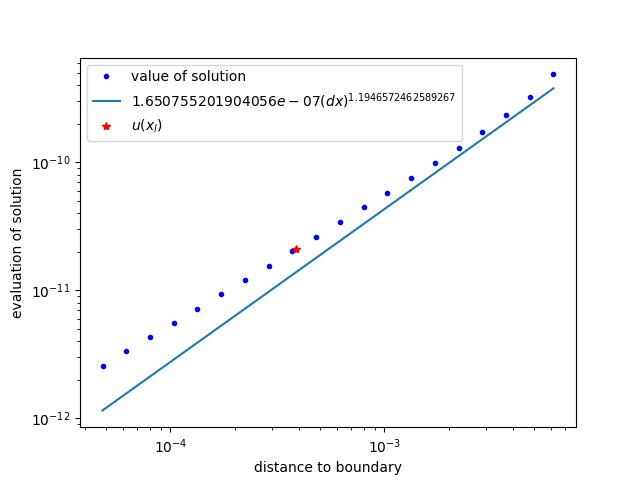 value of solution
1.650755201904056e − 07(dx)^1.1946572462589267
u(x_l)
10^−10
10^−11
10^−12
evaluation of solution
10^−4
10^−3
distance to boundary